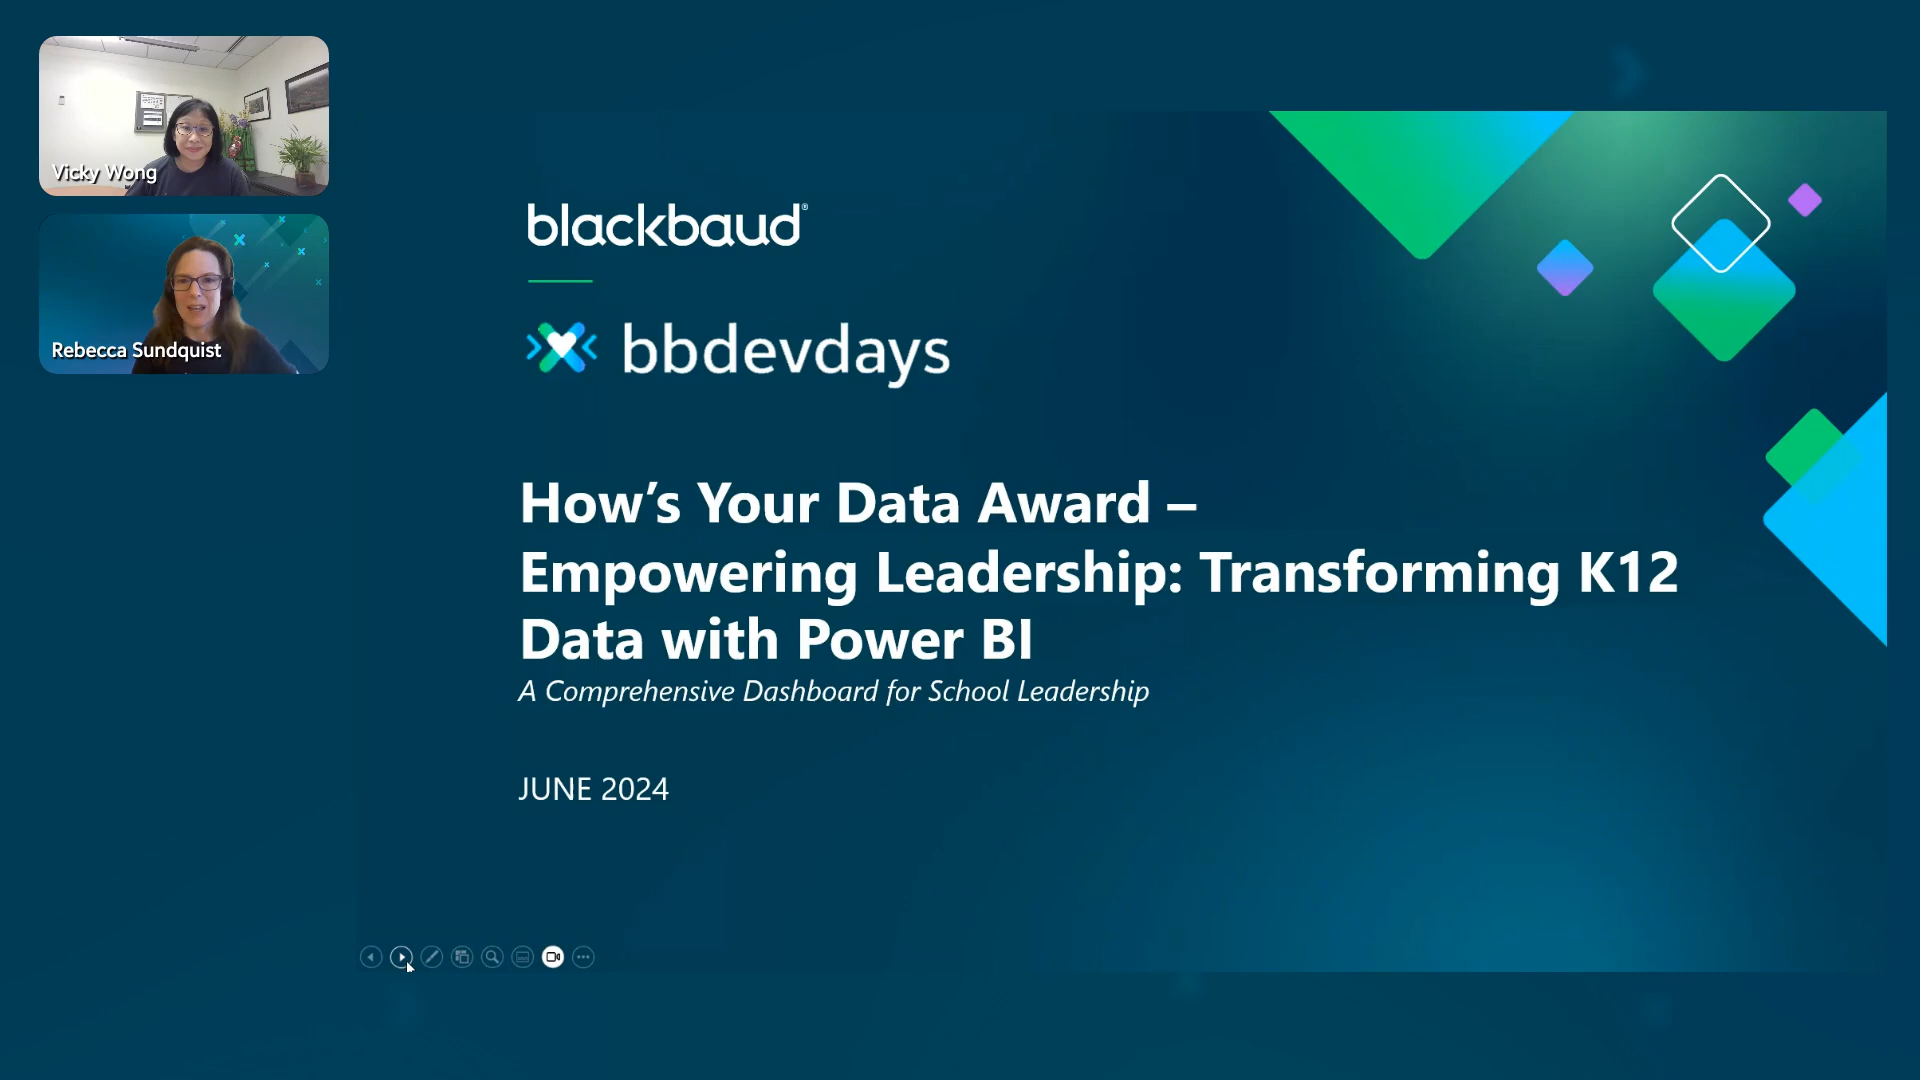 Vicky Wong
Rebecca Sundquist
blackbaud®
bbdevdays
How’s Your Data Award –
Empowering Leadership: Transforming K12
Data with Power BI
A Comprehensive Dashboard for School Leadership
JUNE 2024